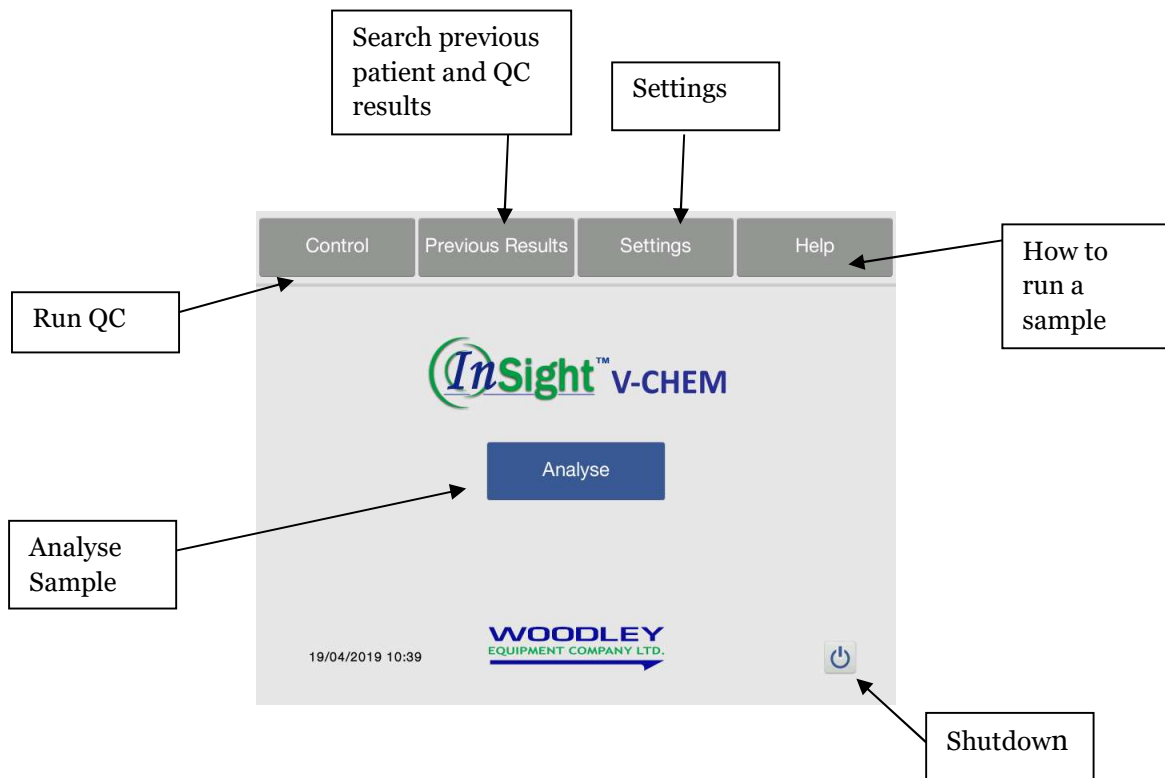 Search previous
patient and QC
results
Settings
Control
Previous Results
Settings
Help
How to
run a
sample
Run QC
InSight™ V-CHEM
Analyse
Analyse
Sample
WOODLEY
EQUIPMENT COMPANY LTD.
19/04/2019 10:39
Shutdown